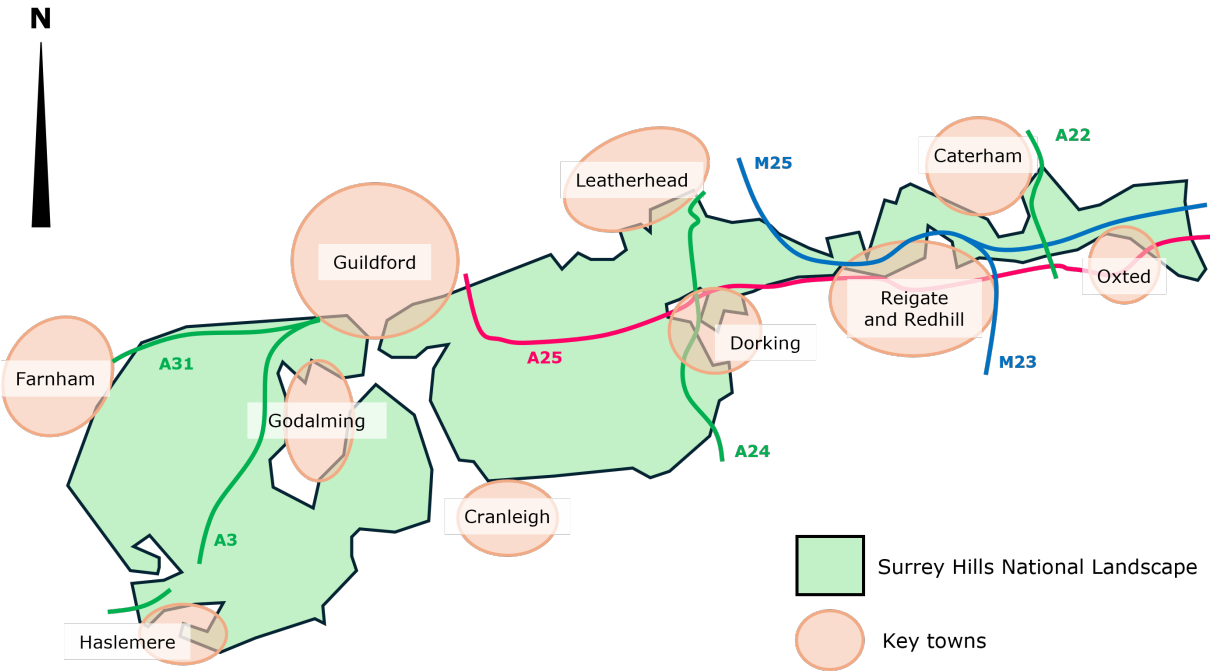 N
A22
Caterham
M25
Leatherhead
Guildford
Oxted
Reigate
and Redhill
Dorking
A25
A31
M23
Farnham
Godalming
A24
Cranleigh
A3
Surrey Hills National Landscape
Haslemere
Key towns